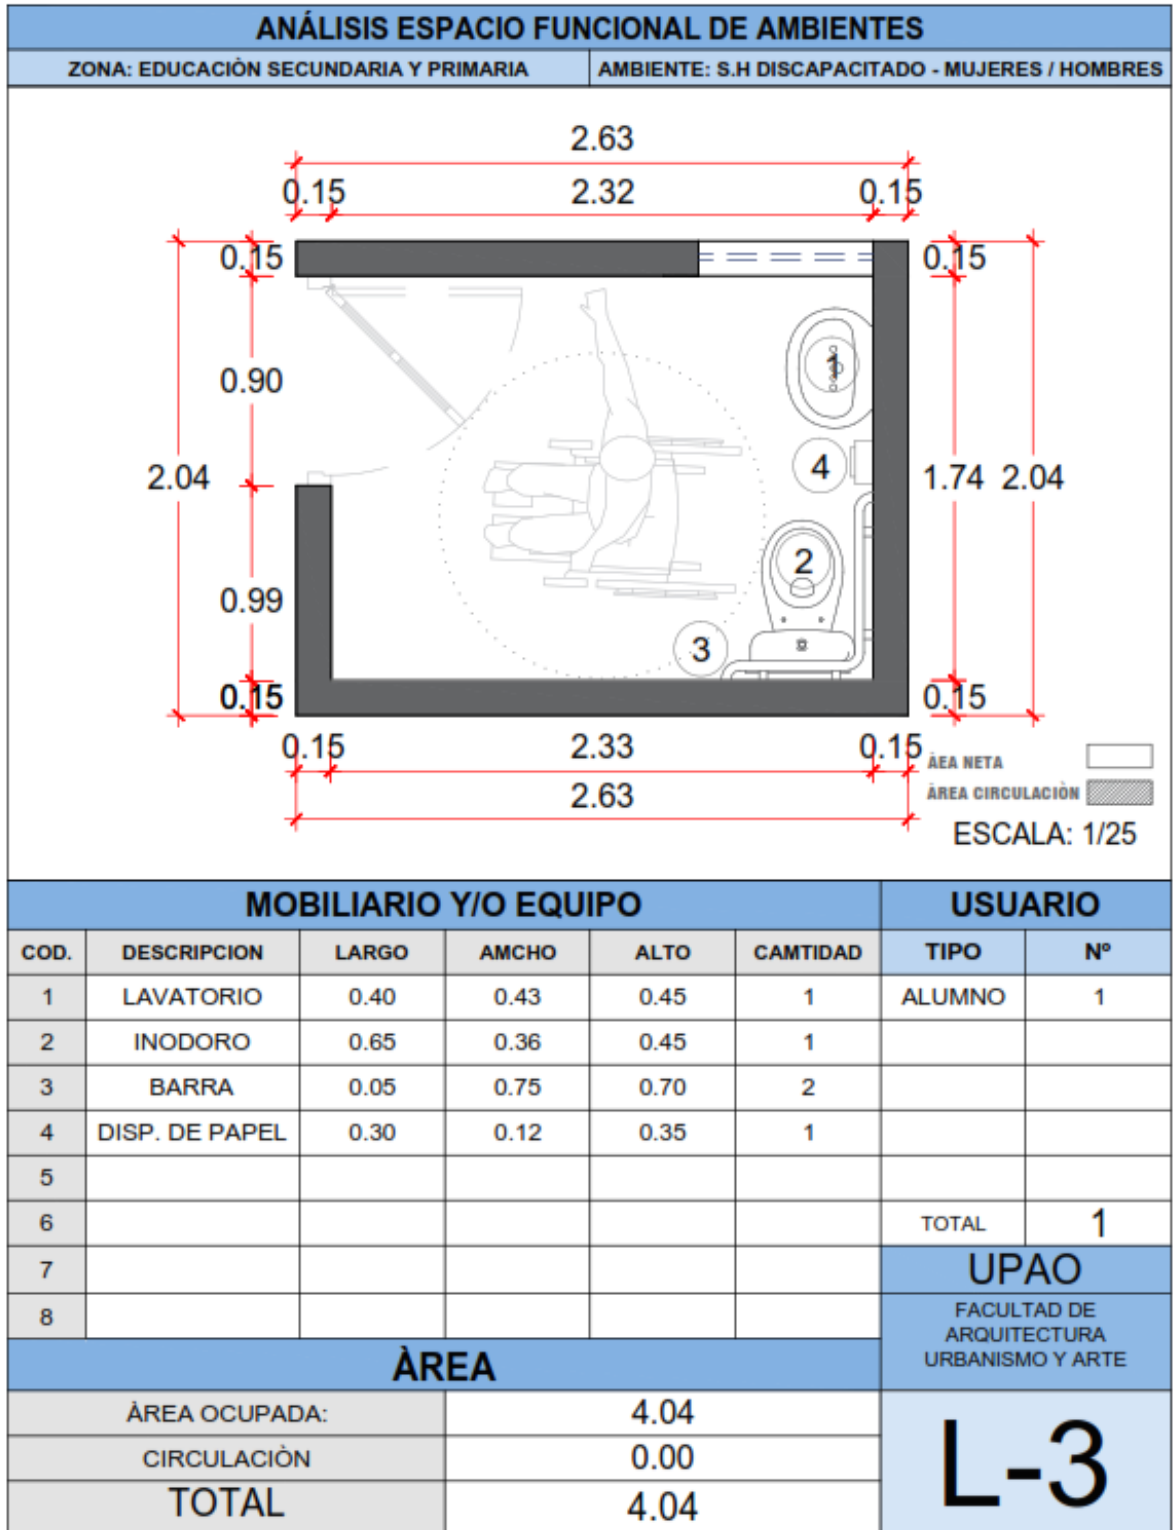 ANÁLISIS ESPACIO FUNCIONAL DE AMBIENTES
ZONA: EDUCACIÒN SECUNDARIA Y PRIMARIA AMBIENTE: S.H DISCAPACITADO - MUJERES / HOMBRES
2.63
0.15 2.32 0.15
0.15 0.15
1
0.90
4
2.04 1.74 2.04
2
0.99
3
0.15 0.15
0.15 2.33 0.15
ÀEA NETA
2.63
ÀREA CIRCULACIÒN
ESCALA: 1/25
MOBILIARIO Y/O EQUIPO USUARIO
COD. DESCRIPCION LARGO AMCHO ALTO CAMTIDAD TIPO Nº
1 LAVATORIO 0.40 0.43 0.45 1 ALUMNO 1
2 INODORO 0.65 0.36 0.45 1
3 BARRA 0.05 0.75 0.70 2
4 DISP. DE PAPEL 0.30 0.12 0.35 1
5
6 TOTAL 1
7 UPAO
8 FACULTAD DE
ARQUITECTURA
URBANISMO Y ARTE
ÀREA
ÀREA OCUPADA: 4.04
CIRCULACIÒN 0.00
TOTAL 4.04
L-3